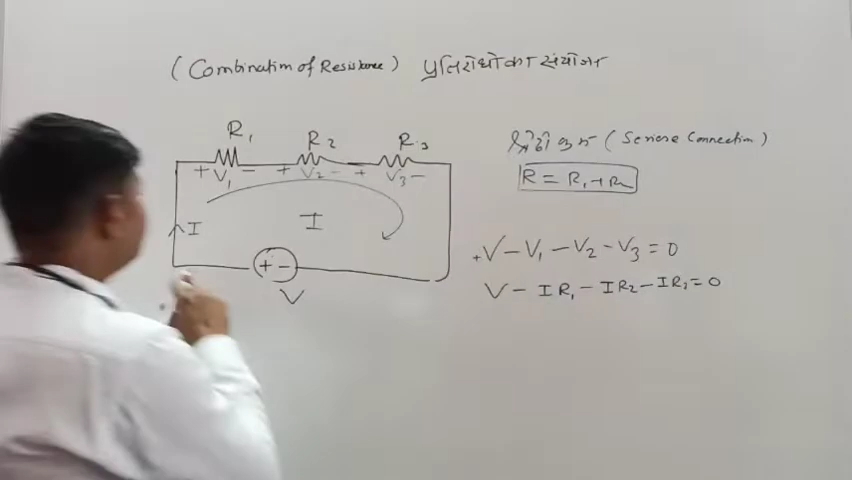 (Combination of Resistance) प्रतिरोधो का संयोजन
R1 R2 R3
+ V1 - + V2 - + V3 -
I
I
+ -
V
श्रेणी क्रम (Seriese Connection)
R = R1 + R2
+V - V1 - V2 - V3 = 0
V - IR1 - IR2 - IR3 = 0